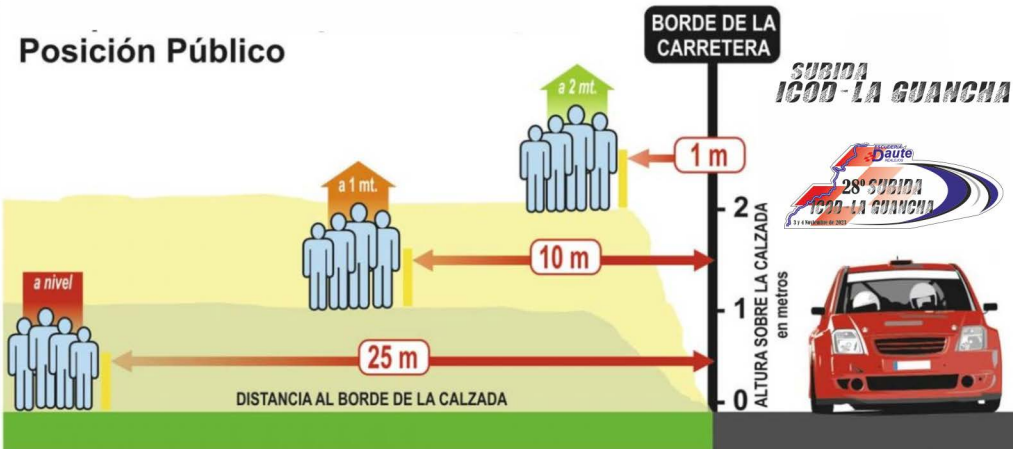 Posición Público
BORDE DE LA
CARRETERA
SUBIDA
ICOD-LA GUANCHA
a 2 mt.
1 m
a 1 mt.
10 m
a nivel
25 m
DISTANCIA AL BORDE DE LA CALZADA
2
1
0
ALTURA SOBRE LA CALZADA
en metros
Daute
28º SUBIDA
ICOD-LA GUANCHA